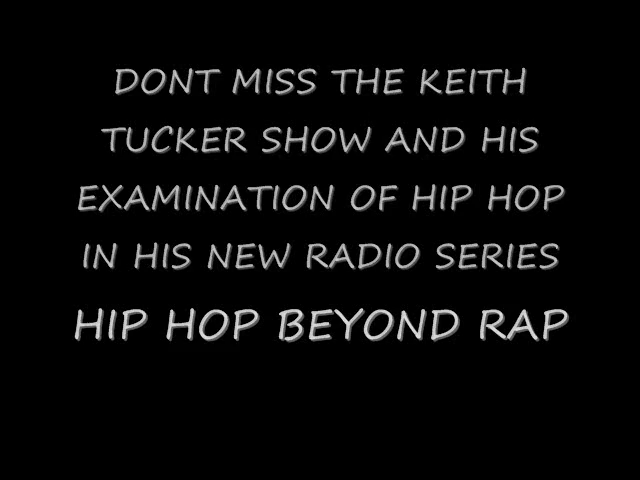 DONT MISS THE KEITH
TUCKER SHOW AND HIS
EXAMINATION OF HIP HOP
IN HIS NEW RADIO SERIES
HIP HOP BEYOND RAP